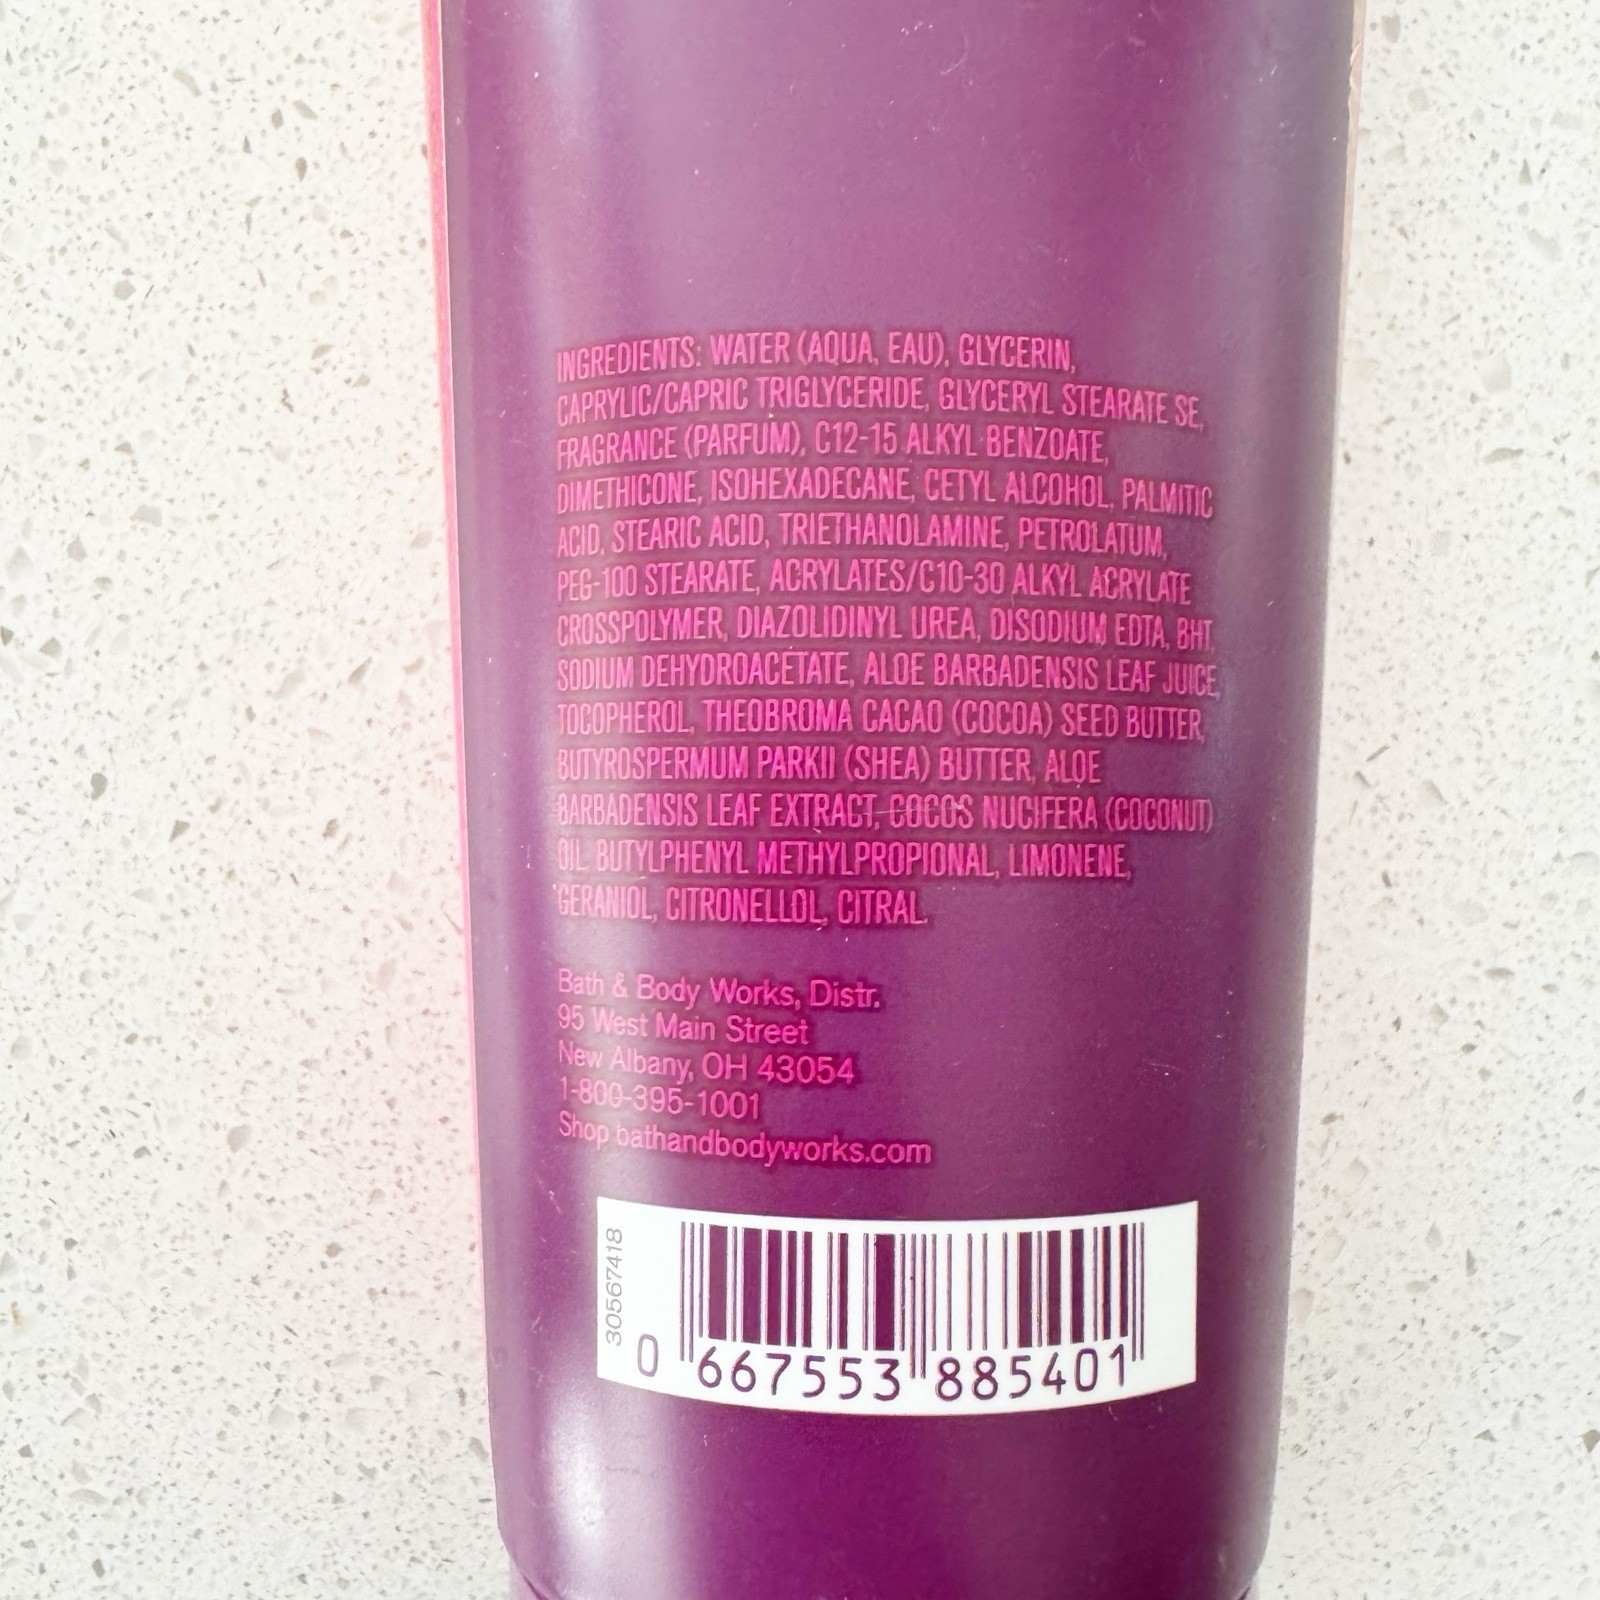 INGREDIENTS: WATER (AQUA, EAU), GLYCERIN,
CAPRYLIC/CAPRIC TRIGLYCERIDE, GLYCERYL STEARATE SE,
FRAGRANCE (PARFUM), C12-15 ALKYL BENZOATE,
DIMETHICONE, ISOHEXADECANE, CETYL ALCOHOL, PALMITIC
ACID, STEARIC ACID, TRIETHANOLAMINE, PETROLATUM,
PEG-100 STEARATE, ACRYLATES/C10-30 ALKYL ACRYLATE
CROSSPOLYMER, DIAZOLIDINYL UREA, DISODIUM EDTA, BHT,
SODIUM DEHYDROACETATE, ALOE BARBADENSIS LEAF JUICE,
TOCOPHEROL, THEOBROMA CACAO (COCOA) SEED BUTTER,
BUTYROSPERMUM PARKII (SHEA) BUTTER, ALOE
BARBADENSIS LEAF EXTRACT, COCOS NUCIFERA (COCONUT)
OIL, BUTYLPHENYL METHYLPROPIONAL, LIMONENE,
GERANIOL, CITRONELLOL, CITRAL.
Bath & Body Works, Distr.
95 West Main Street
New Albany, OH 43054
1-800-395-1001
Shop bathandbodyworks.com
30567418
0 667553 885401